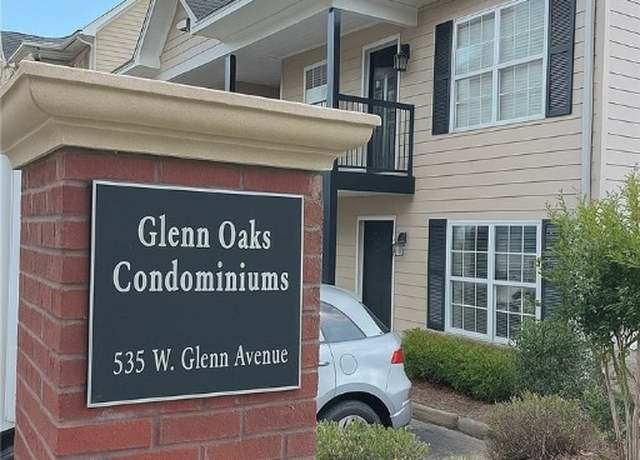 Glenn Oaks
Condominiums
535 W. Glenn Avenue